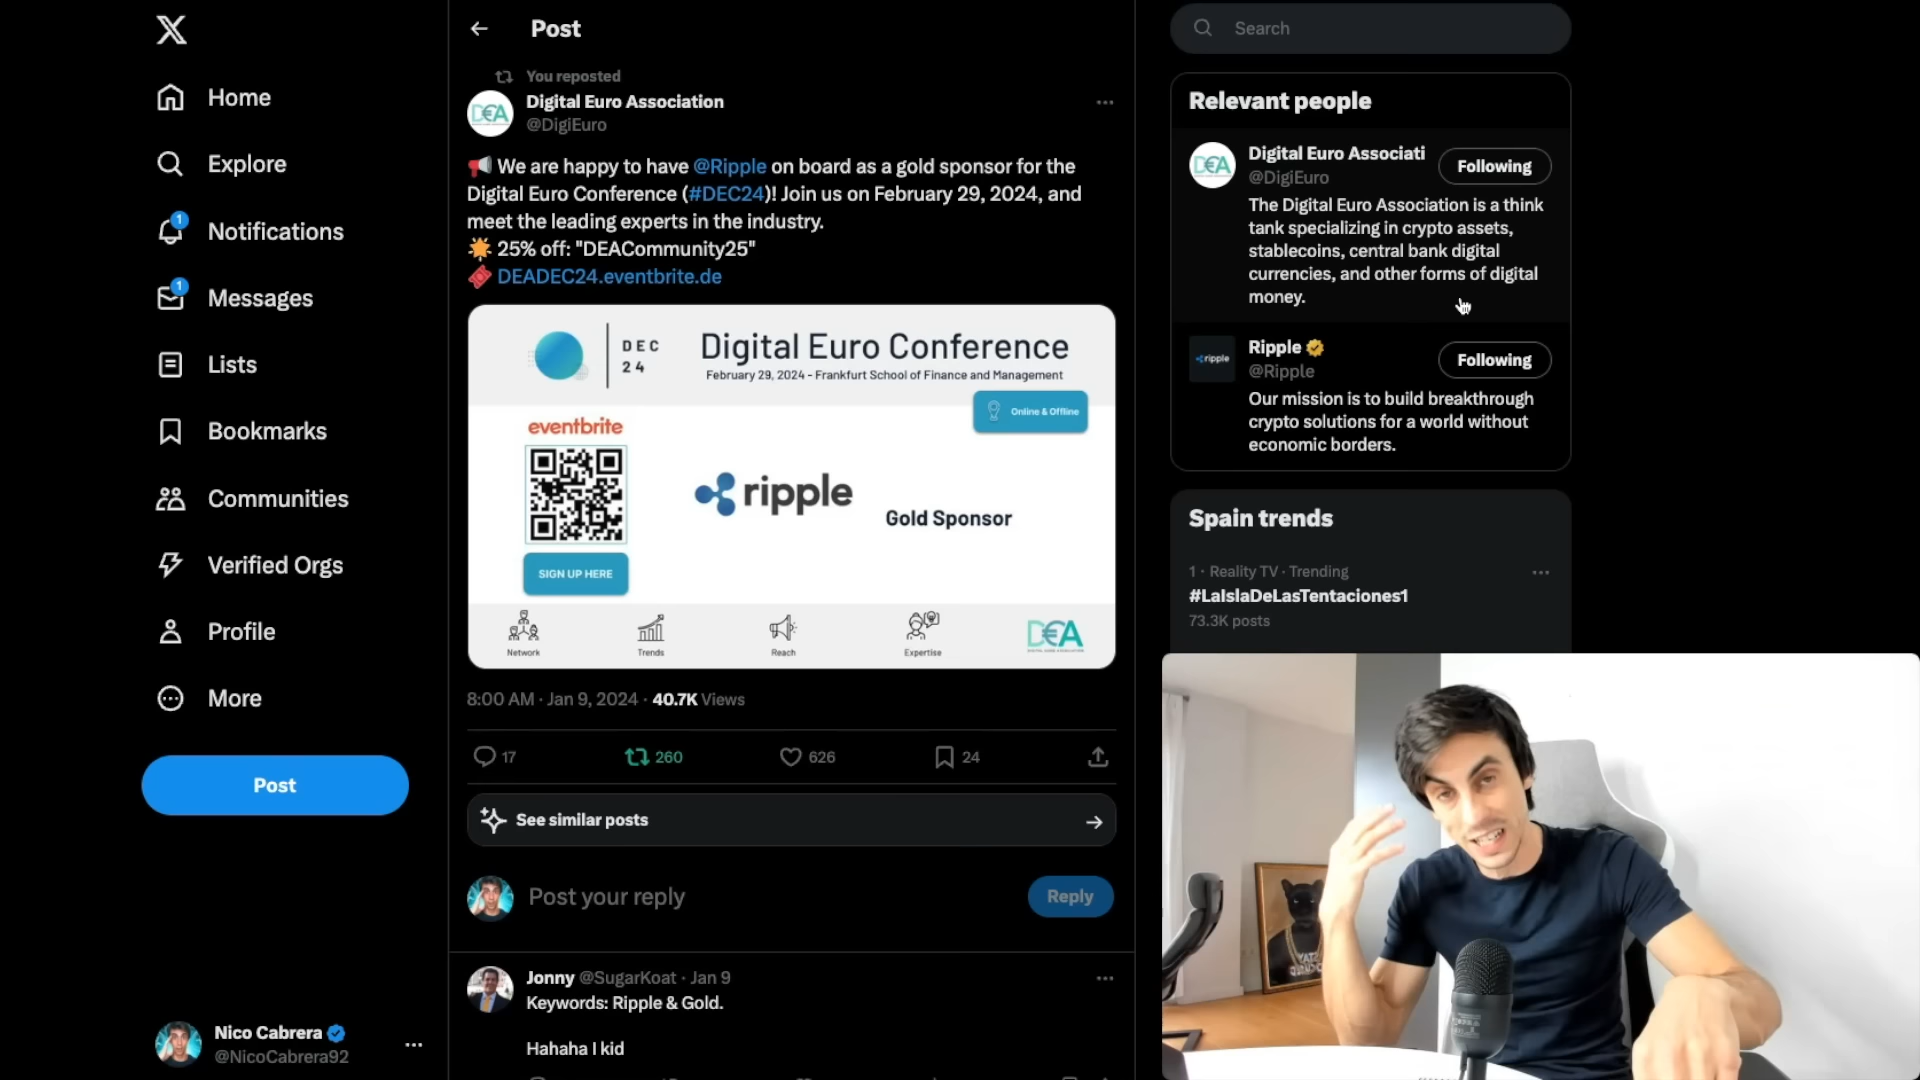 Home
Explore
1
Notifications
1
Messages
Lists
Bookmarks
Communities
Verified Orgs
Profile
More
Post
Nico Cabrera
@NicoCabrera92
Post
You reposted
D€A
Digital Euro Association
@DigiEuro
We are happy to have @Ripple on board as a gold sponsor for the
Digital Euro Conference (#DEC24)! Join us on February 29, 2024, and
meet the leading experts in the industry.
25% off: "DEACommunity25"
DEADEC24.eventbrite.de
DEC
24
Digital Euro Conference
February 29, 2024 - Frankfurt School of Finance and Management
Online & Offline
eventbrite
ripple
Gold Sponsor
SIGN UP HERE
Network
Trends
Reach
Expertise
D€A
8:00 AM · Jan 9, 2024 · 40.7K Views
17
260
626
24
See similar posts
Post your reply
Reply
Jonny @SugarKoat · Jan 9
Keywords: Ripple & Gold.
Hahaha I kid
Search
Relevant people
D€A
Digital Euro Associati
Following
@DigiEuro
The Digital Euro Association is a think
tank specializing in crypto assets,
stablecoins, central bank digital
currencies, and other forms of digital
money.
ripple
Ripple
Following
@Ripple
Our mission is to build breakthrough
crypto solutions for a world without
economic borders.
Spain trends
1 · Reality TV · Trending
#LaIslaDeLasTentaciones1
73.3K posts